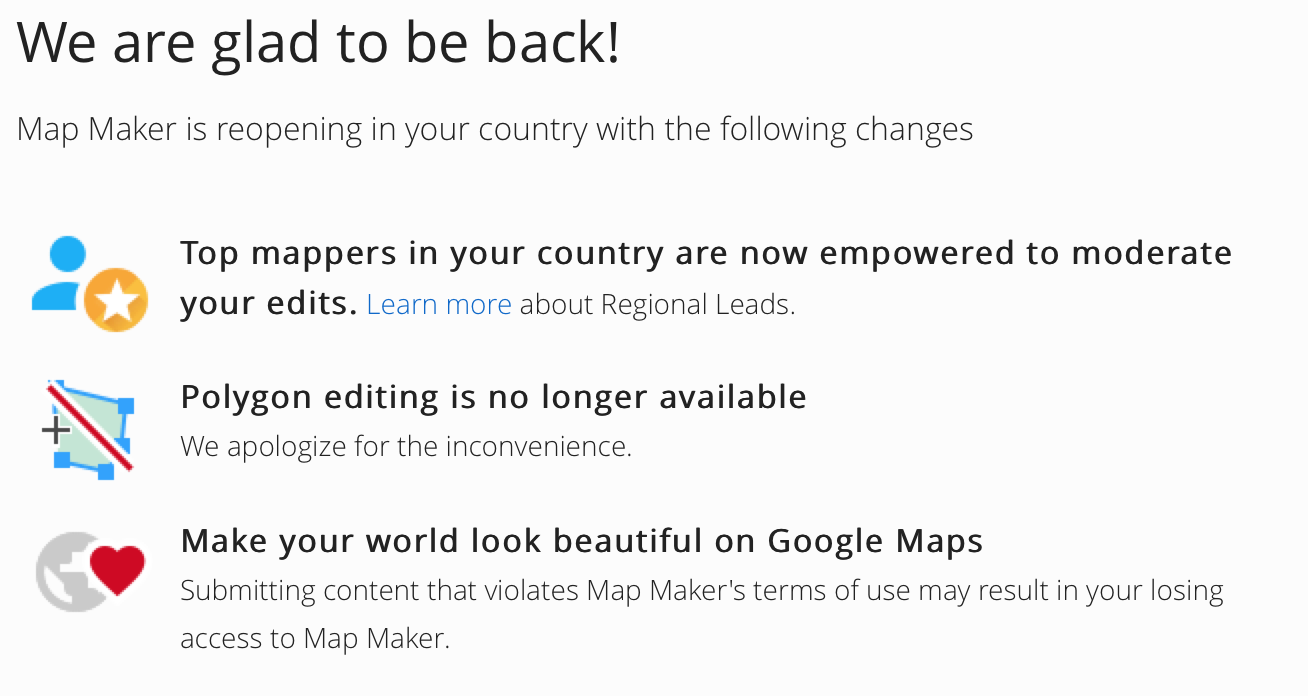 We are glad to be back!
Map Maker is reopening in your country with the following changes
Top mappers in your country are now empowered to moderate
your edits. Learn more about Regional Leads.
Polygon editing is no longer available
We apologize for the inconvenience.
Make your world look beautiful on Google Maps
Submitting content that violates Map Maker's terms of use may result in your losing
access to Map Maker.